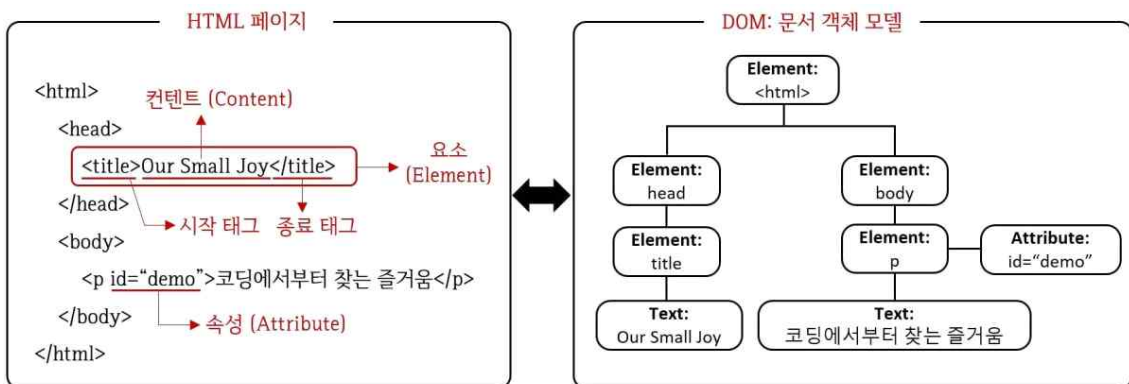 HTML 페이지
<html>
컨텐트 (Content)
<head>
<title>Our Small Joy</title>
요소
(Element)
</head>
시작 태그 종료 태그
<body>
<p id=“demo”>코딩에서부터 찾는 즐거움</p>
</body>
속성 (Attribute)
</html>
DOM: 문서 객체 모델
Element:
<html>
Element:
head
Element:
body
Element:
title
Element:
p
Attribute:
id=“demo”
Text:
Our Small Joy
Text:
코딩에서부터 찾는 즐거움